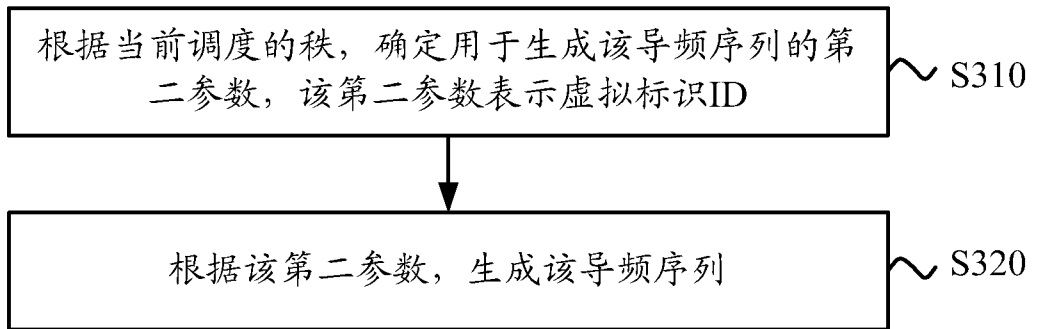 根据当前调度的秩，确定用于生成该导频序列的第
二参数，该第二参数表示虚拟标识ID
S310
根据该第二参数，生成该导频序列
S320